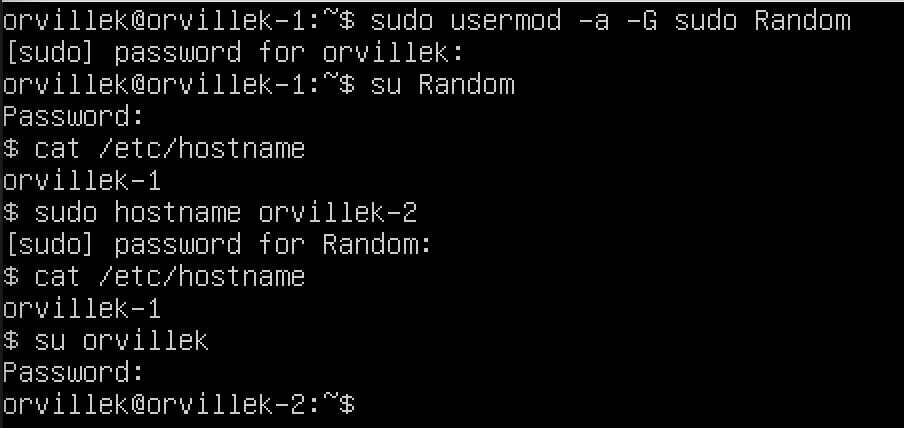 orvillek@orvillek-1:~$ sudo usermod -a -G sudo Random
[sudo] password for orvillek:
orvillek@orvillek-1:~$ su Random
Password:
$ cat /etc/hostname
orvillek-1
$ sudo hostname orvillek-2
[sudo] password for Random:
$ cat /etc/hostname
orvillek-1
$ su orvillek
Password:
orvillek@orvillek-2:~$